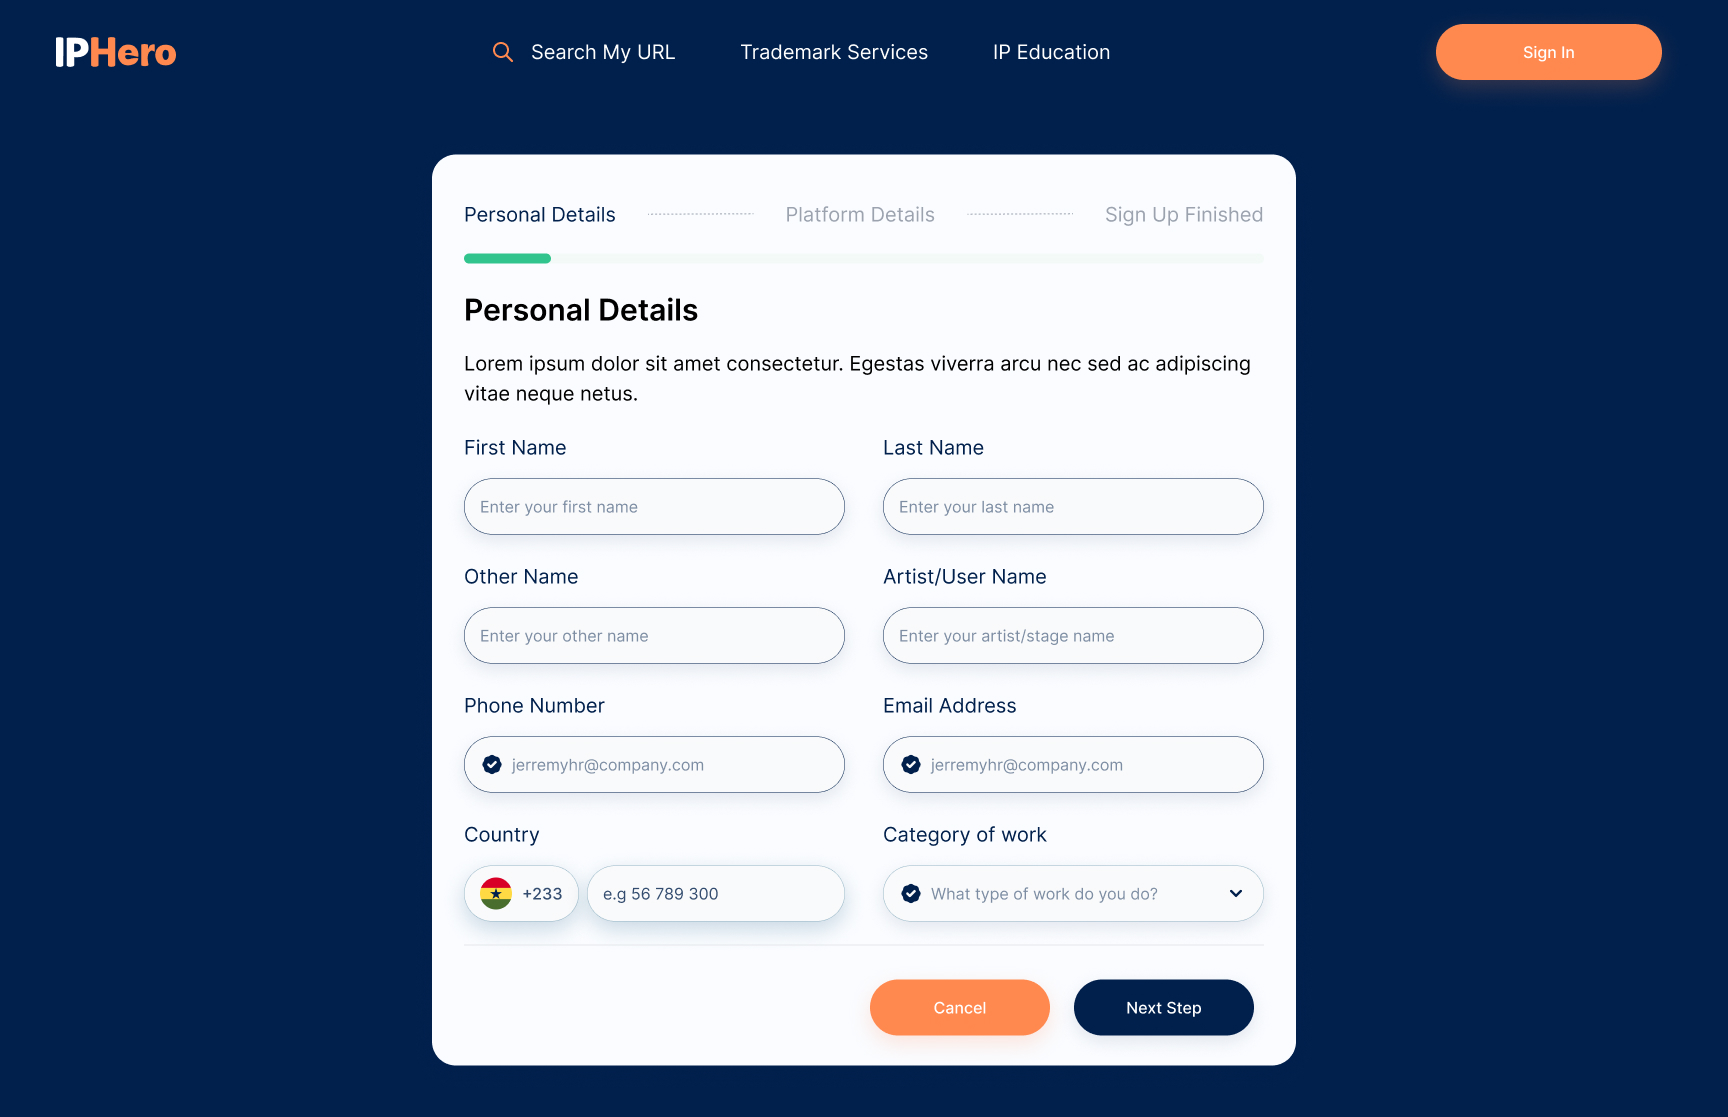 IPHero
Search My URL
Trademark Services
IP Education
Sign In
Personal Details
Platform Details
Sign Up Finished
Personal Details
Lorem ipsum dolor sit amet consectetur. Egestas viverra arcu nec sed ac adipiscing
vitae neque netus.
First Name
Last Name
Enter your first name
Enter your last name
Other Name
Artist/User Name
Enter your other name
Enter your artist/stage name
Phone Number
Email Address
jerremyhr@company.com
jerremyhr@company.com
Country
Category of work
+233
e.g 56 789 300
What type of work do you do?
Cancel
Next Step